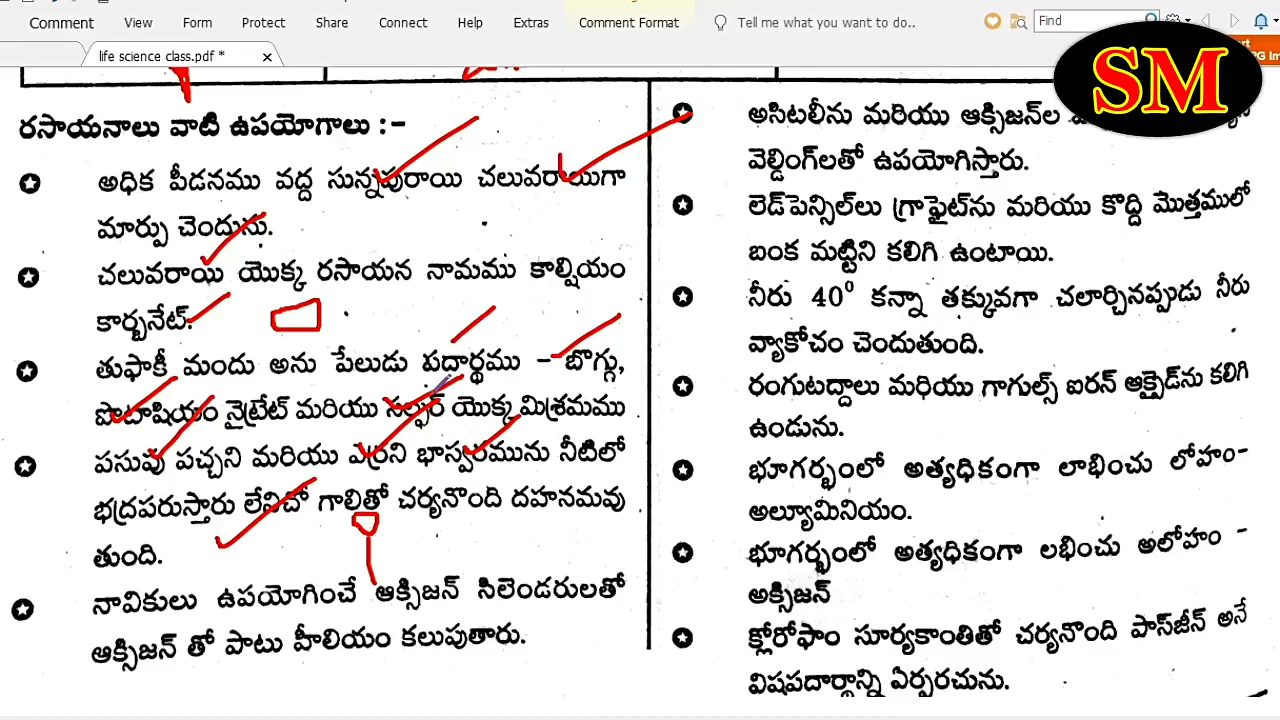 Comment View Form Protect Share Connect Help Extras Comment Format Tell me what you want to do.. Find
life science class.pdf *
SM
రసాయనాలు వాటి ఉపయోగాలు :-
అధిక పీడనము వద్ద సున్నపురాయి చలువరాయిగా
మార్పు చెందును.
చలువరాయి యొక్క రసాయన నామము కాల్షియం
కార్బనేట్.
తుఫాకీ మందు అను పేలుడు పదార్థము - బొగ్గు,
పొటాషియం నైట్రేట్ మరియు సల్ఫర్ యొక్క మిశ్రమము
పసుపు పచ్చని మరియు ఎర్రని భాస్వరమును నీటిలో
భద్రపరుస్తారు లేనిచో గాలితో చర్యనొంది దహనమవు
తుంది.
నావికులు ఉపయోగించే ఆక్సిజన్ సిలెండరులతో
ఆక్సిజన్ తో పాటు హీలియం కలుపుతారు.
అసిటలీను మరియు ఆక్సిజన్‌ల
వెల్డింగ్‌లతో ఉపయోగిస్తారు.
లెడ్‌పెన్సిల్‌లు గ్రాఫైట్‌ను మరియు కొద్ది మొత్తములో
బంక మట్టిని కలిగి ఉంటాయి.
నీరు 40° కన్నా తక్కువగా చలార్చినప్పుడు నీరు
వ్యాకోచం చెందుతుంది.
రంగుటద్దాలు మధియు గాగుల్స్ ఐరన్ ఆక్సైడ్‌ను కలిగి
ఉండును.
భూగర్భంలో అత్యధికంగా లాభించు లోహం-
అల్యూమినియం.
భూగర్భంలో అత్యధికంగా లభించు అలోహం -
అక్సిజన్
క్లోరోఫాం సూర్యకాంతితో చర్యనొంది పాస్‌జీన్ అనే
విషపదార్థాన్ని ఏర్పరచును.